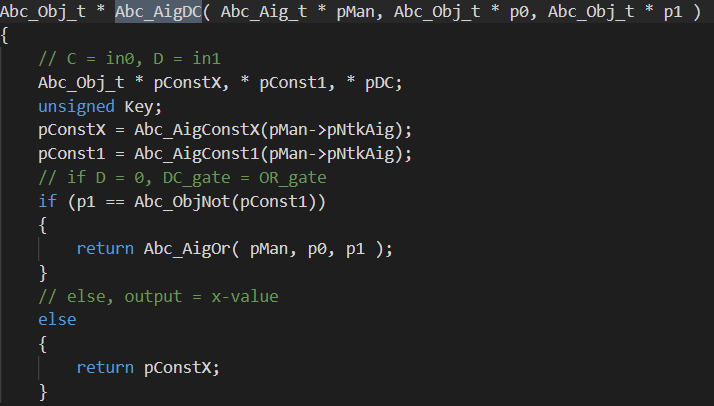 Abc_Obj_t * Abc_AigDC( Abc_Aig_t * pMan, Abc_Obj_t * p0, Abc_Obj_t * p1 )
{
    // C = in0, D = in1
    Abc_Obj_t * pConstX, * pConst1, * pDC;
    unsigned Key;
    pConstX = Abc_AigConstX(pMan->pNtkAig);
    pConst1 = Abc_AigConst1(pMan->pNtkAig);
    // if D = 0, DC_gate = OR_gate
    if (p1 == Abc_ObjNot(pConst1))
    {
        return Abc_AigOr( pMan, p0, p1 );
    }
    // else, output = x-value
    else
    {
        return pConstX;
    }